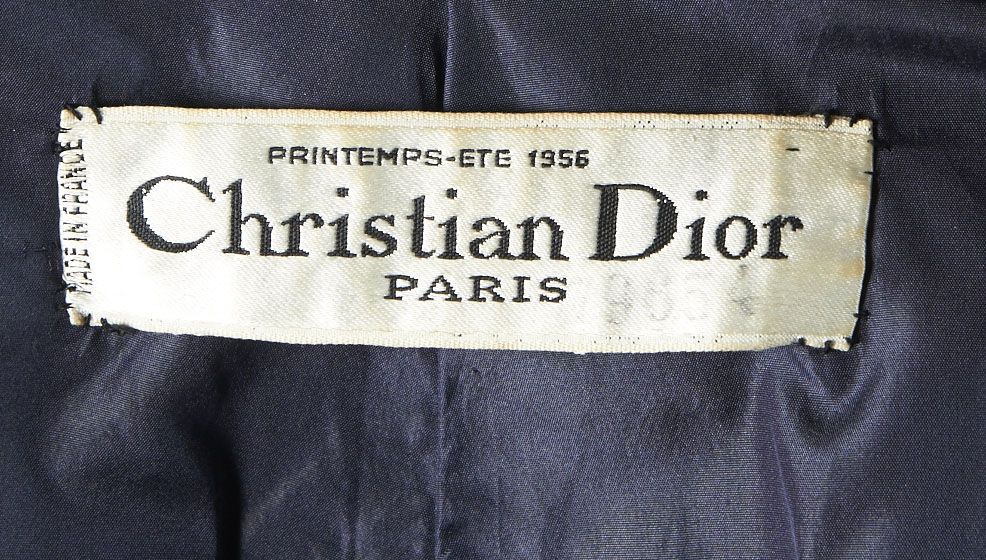 PRINTEMPS-ETE 1956
Christian Dior
PARIS
MADE IN FRANCE